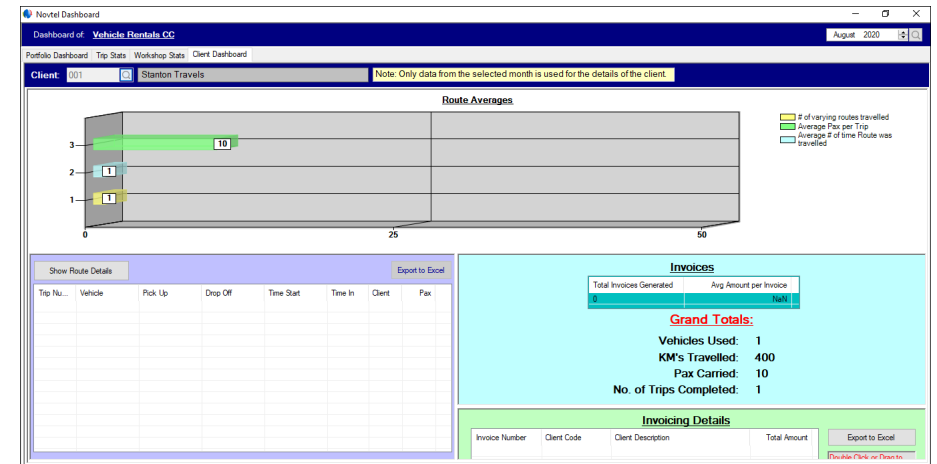 Novtel Dashboard
Dashboard of: Vehicle Rentals CC
August 2020
Portfolio Dashboard Trip Stats Workshop Stats Client Dashboard
Client: 001 Stanton Travels Note: Only data from the selected month is used for the details of the client.
Route Averages
# of varying routes travelled
Average Pax per Trip
Average # of time Route was travelled
3 10
2 1
1 1
0 25 50
Show Route Details Export to Excel
Trip Nu... Vehicle Pick Up Drop Off Time Start Time In Client Pax
Invoices
Total Invoices Generated Avg Amount per Invoice
0 NaN
Grand Totals:
Vehicles Used: 1
KM's Travelled: 400
Pax Carried: 10
No. of Trips Completed: 1
Invoicing Details
Invoice Number Client Code Client Description Total Amount Export to Excel
Double Click or Drag to